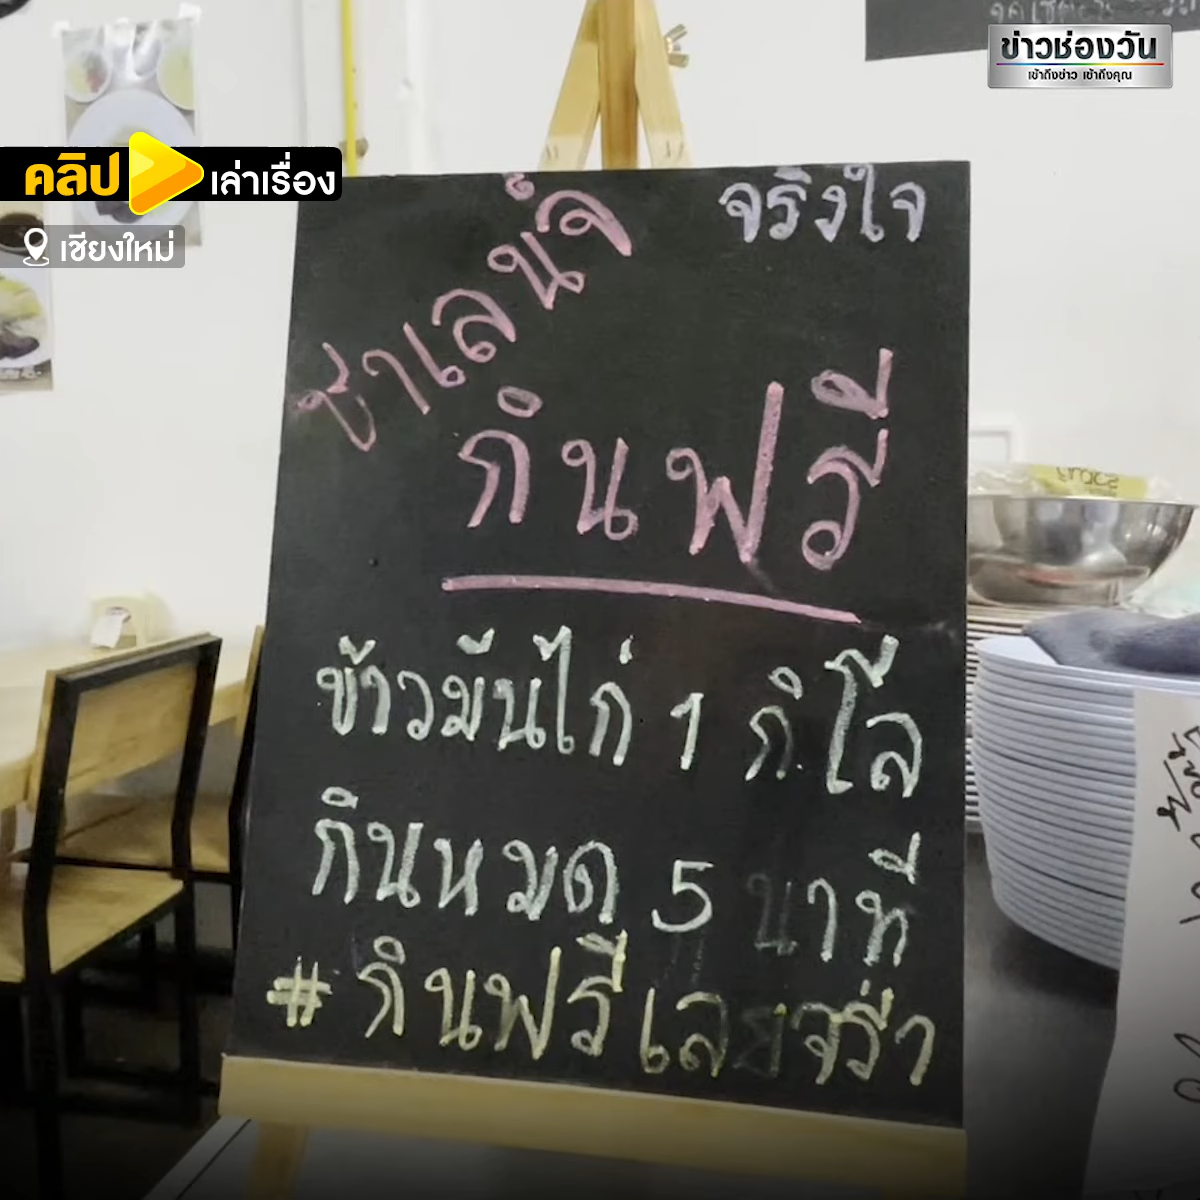 ข่าวช่องวัน
เข้าถึงข่าว เข้าถึงคุณ
คลิป เล่าเรื่อง
เชียงใหม่
จริงใจ
ชาเลน้จ
กินฟรี
ข้าวมันไก่ 1 กิโล
กินหมด 5 นาที
#กินฟรีเลยจร้า